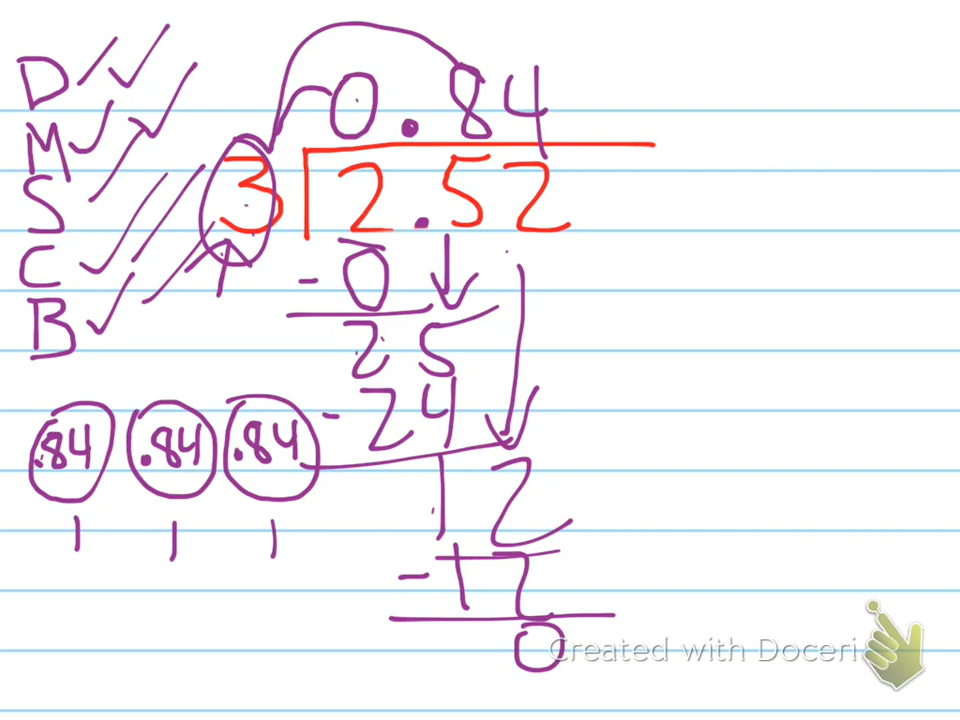 D
M
S
C
B
0.84
3 2.52
- 0
25
- 24
12
- 12
0
.84 .84 .84
1 1 1
Created with Doceri